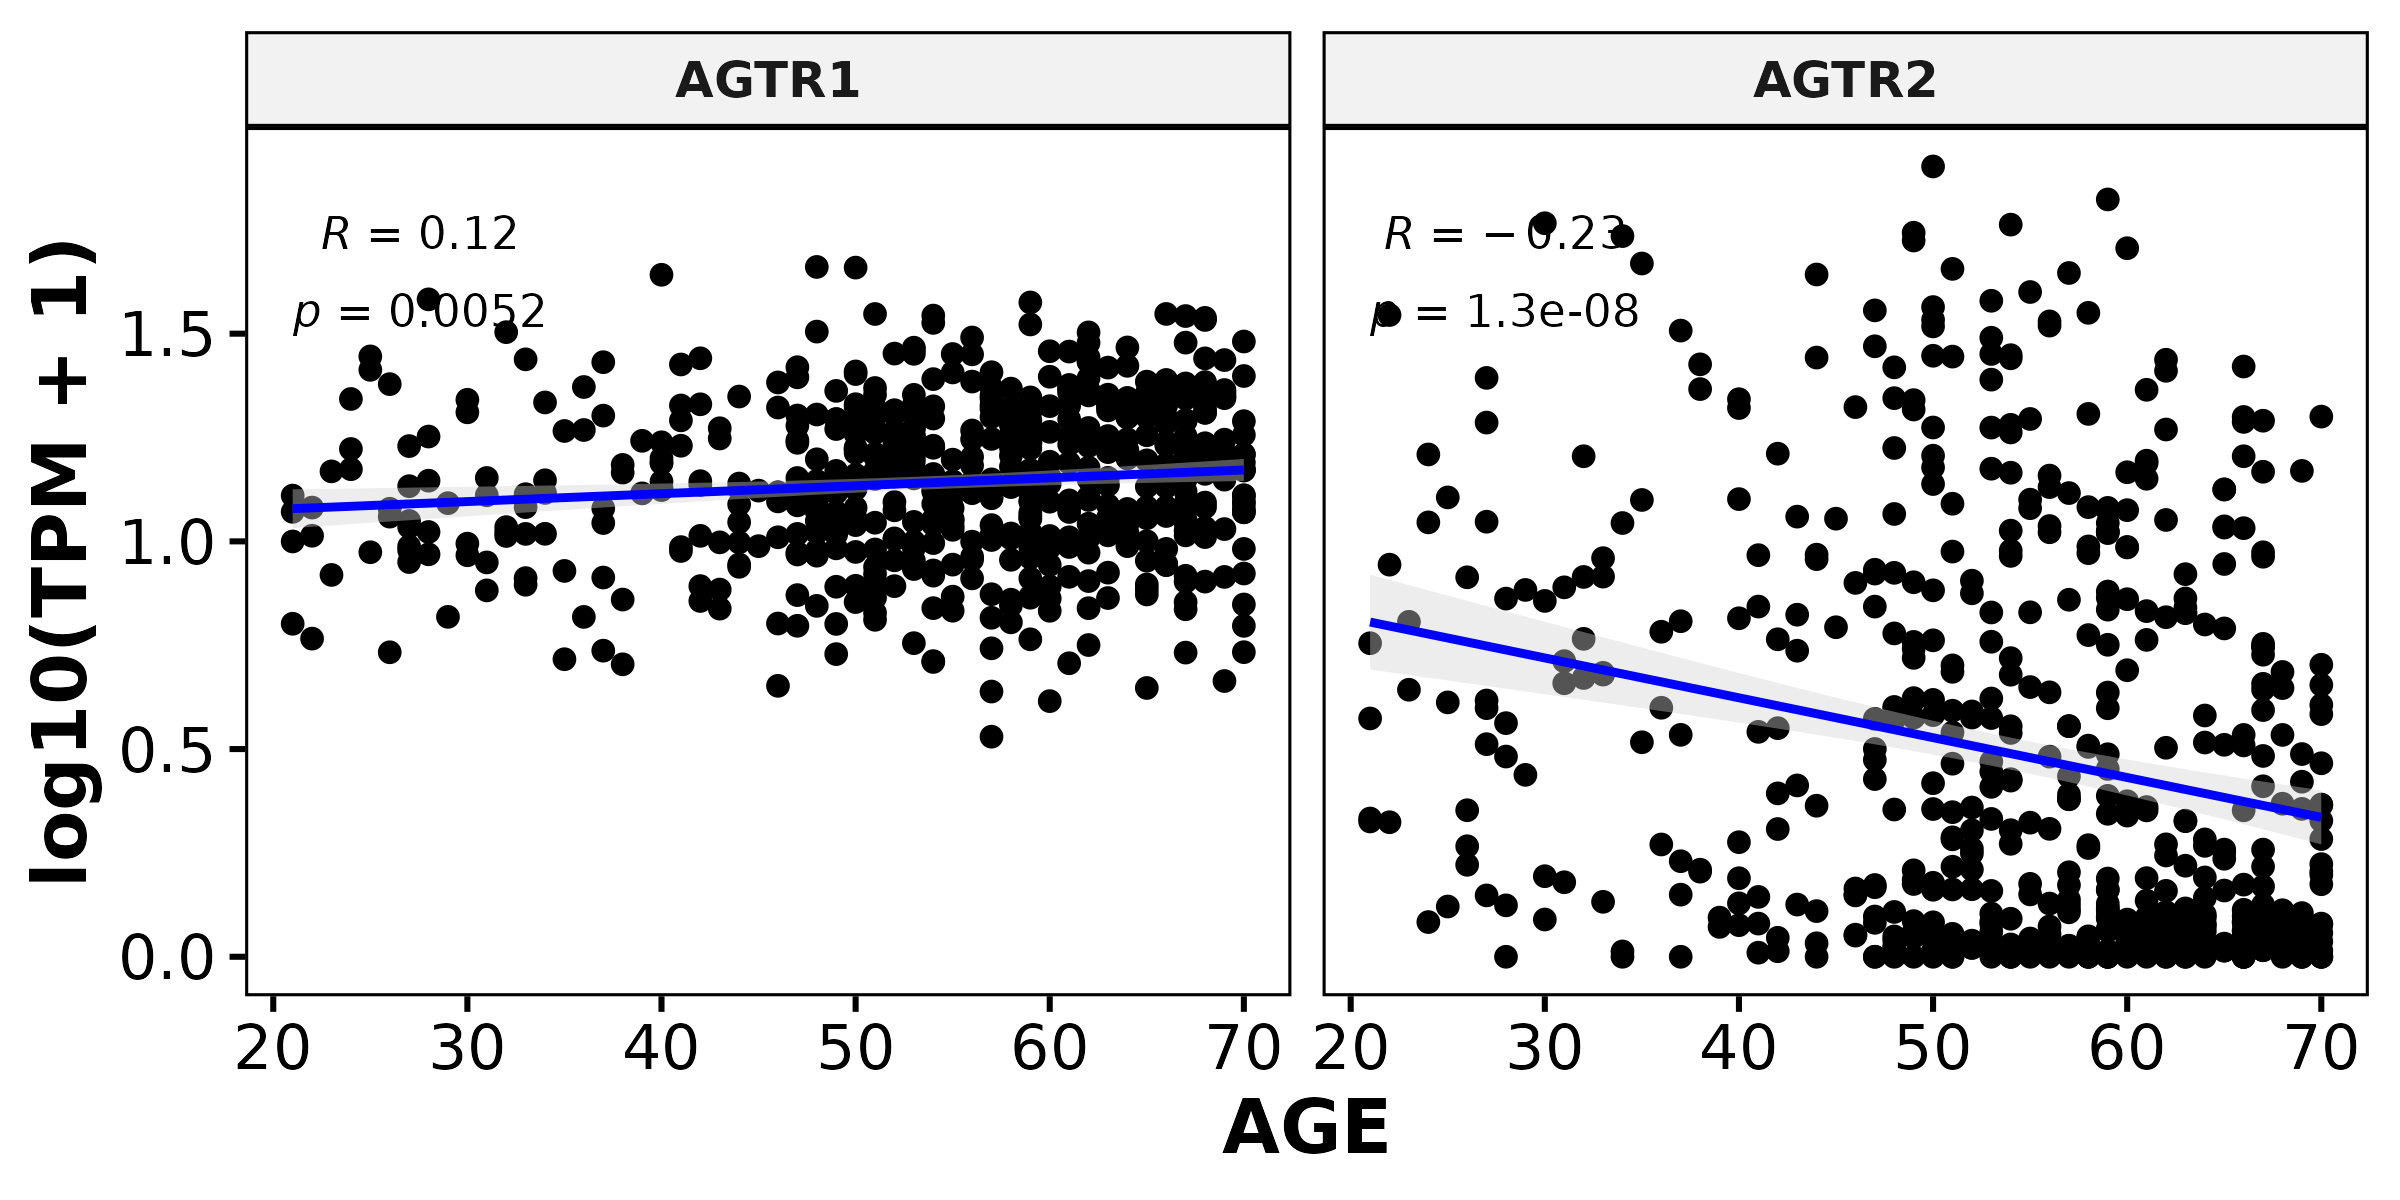 AGTR1
AGTR2
R = 0.12
p = 0.0052
R = −0.23
p = 1.3e-08
log10(TPM + 1)
1.5
1.0
0.5
0.0
20 30 40 50 60 70
20 30 40 50 60 70
AGE